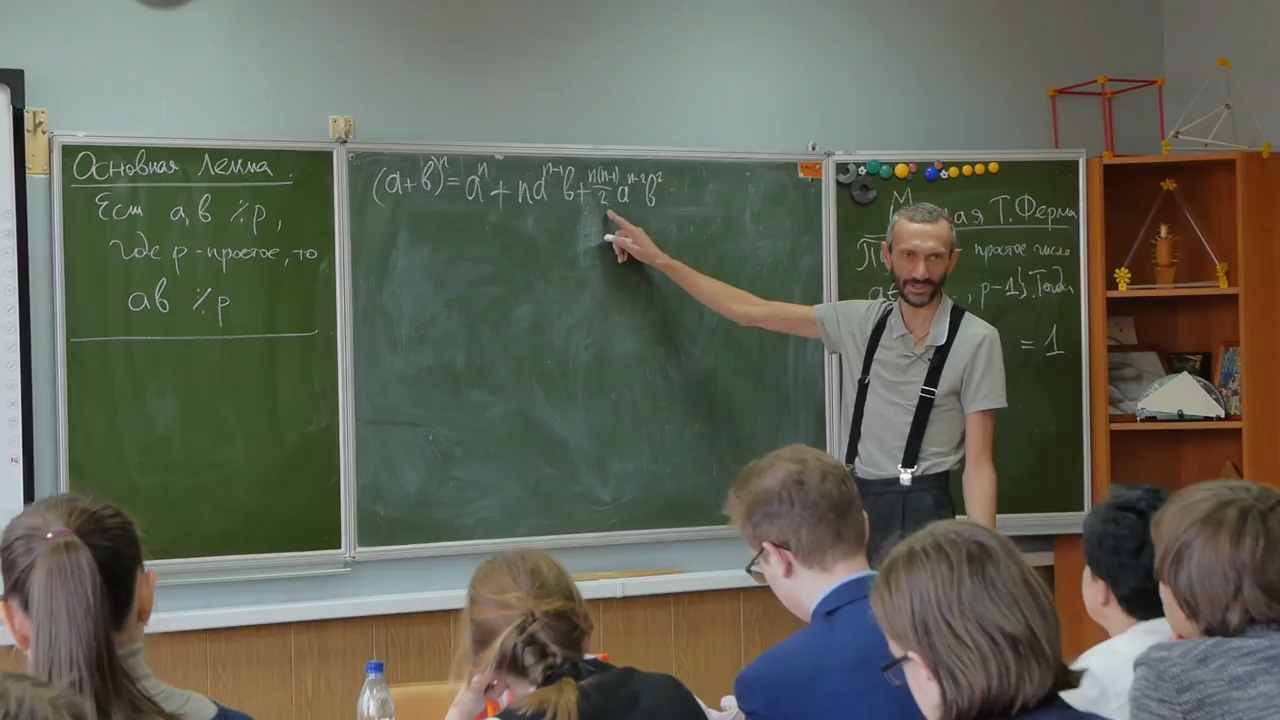 Основная Лемма
Если a, b ⁒ p,
где p - простое, то
ab ⁒ p
(a+b)ⁿ = aⁿ + naⁿ⁻¹b + n(n-1)/2 aⁿ⁻²b²
Т. Ферма
- простое число
, p-1}. Тогда
= 1